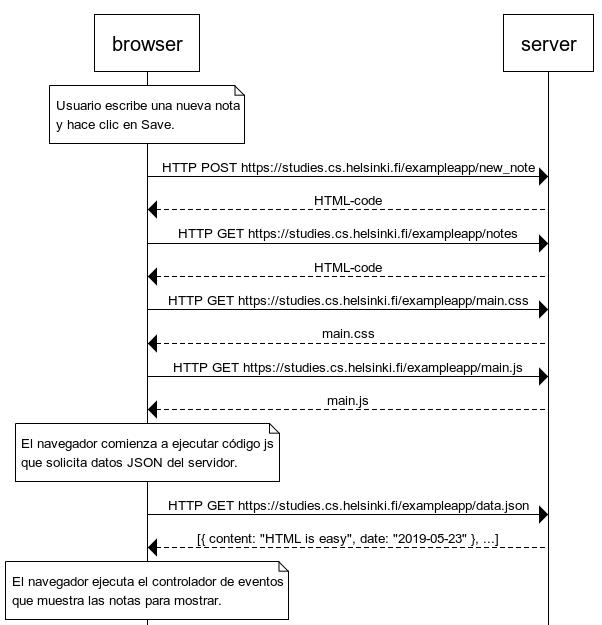 browser
server
Usuario escribe una nueva nota
y hace clic en Save.
HTTP POST https://studies.cs.helsinki.fi/exampleapp/new_note
HTML-code
HTTP GET https://studies.cs.helsinki.fi/exampleapp/notes
HTML-code
HTTP GET https://studies.cs.helsinki.fi/exampleapp/main.css
main.css
HTTP GET https://studies.cs.helsinki.fi/exampleapp/main.js
main.js
El navegador comienza a ejecutar código js
que solicita datos JSON del servidor.
HTTP GET https://studies.cs.helsinki.fi/exampleapp/data.json
[{ content: "HTML is easy", date: "2019-05-23" }, ...]
El navegador ejecuta el controlador de eventos
que muestra las notas para mostrar.